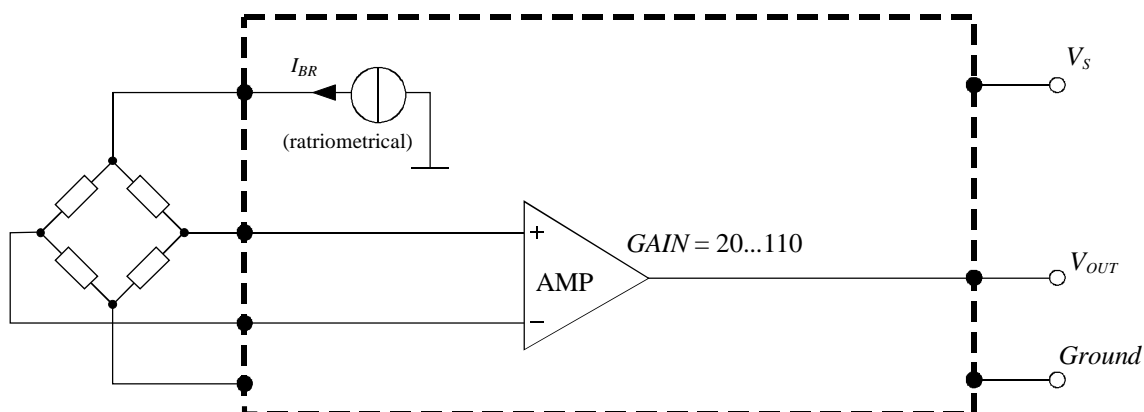 V_S
I_BR
(ratriometrical)
+
GAIN = 20...110
AMP
V_OUT
−
Ground